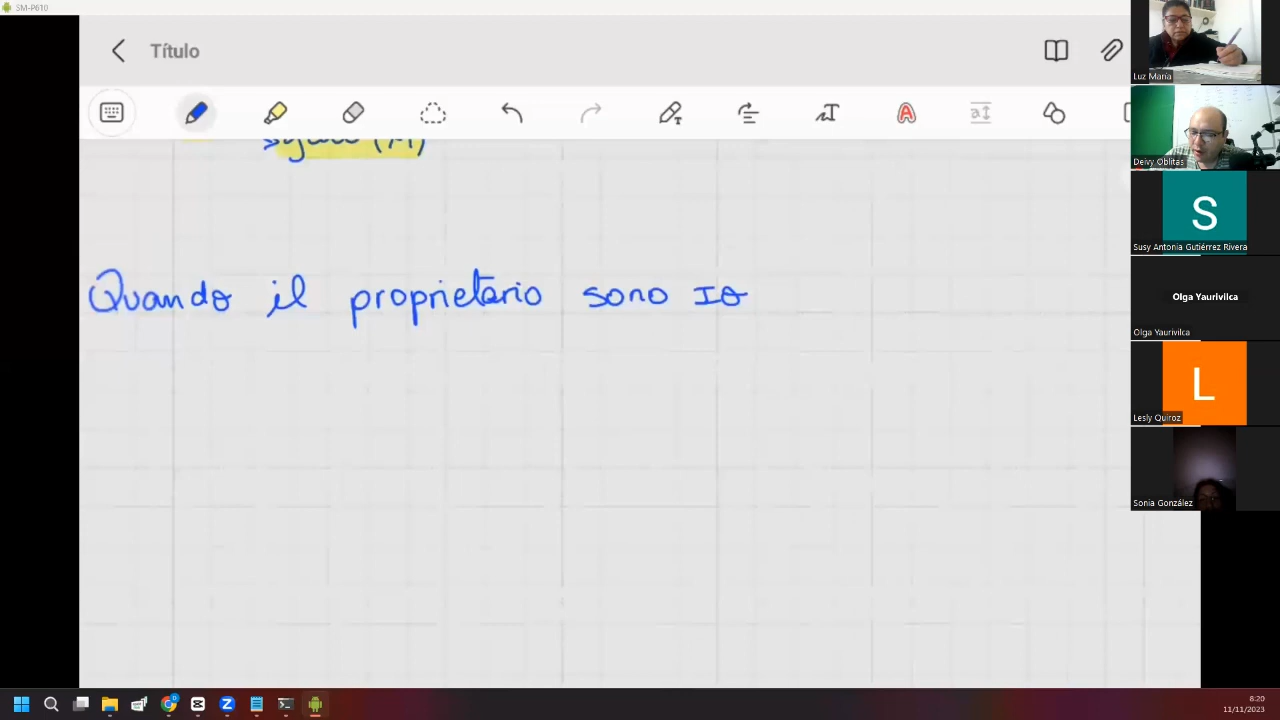 SM-P610
Título
Quando il proprietario sono Io
Luz María
Deivy Oblitas
S
Susy Antonia Gutiérrez Rivera
Olga Yaurivilca
Olga Yaurivilca
L
Lesly Quiroz
Sonia González
8:20
11/11/2023